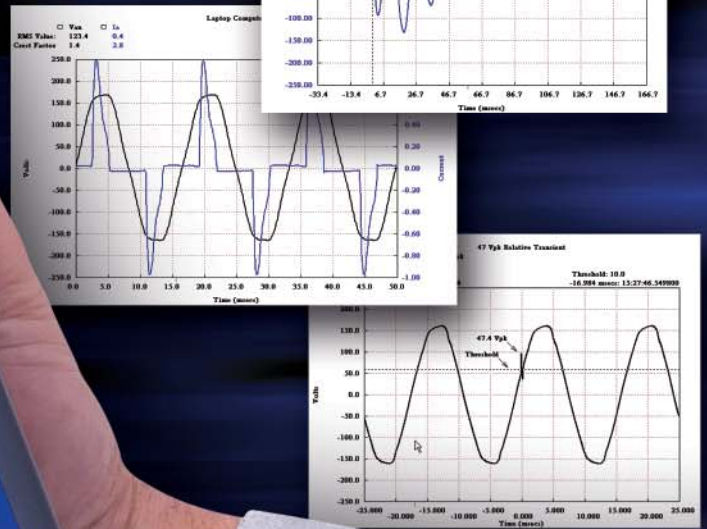 -100.00
-150.00
-200.00
-250.00
-33.4 -13.4 6.7 26.7 46.7 66.7 86.7 106.7 126.7 146.7 166.7
Time (msecs)
Laptop Compute
Van Ia
RMS Value: 123.4 0.4
Crest Factor 1.4 2.8
250.0
200.0
150.0
100.0
50.0
0.0
-50.0
-100.0
-150.0
-200.0
-250.0
Volts
0.40
0.20
0.00
-0.20
-0.40
-0.60
-0.80
-1.00
Current
0.0 5.0 10.0 15.0 20.0 25.0 30.0 35.0 40.0 45.0 50.0
Time (msecs)
47 Vpk Relative Transient
Threshold: 10.0
-16.984 msec: 15:27:46.549800
200.0
150.0
100.0
50.0
0.0
-50.0
-100.0
-150.0
-200.0
-250.0
Volts
47.4 Vpk
Threshold
-25.000 -20.000 -15.000 -10.000 -5.000 0.000 5.000 10.000 15.000 20.000 25.000
Time (msecs)